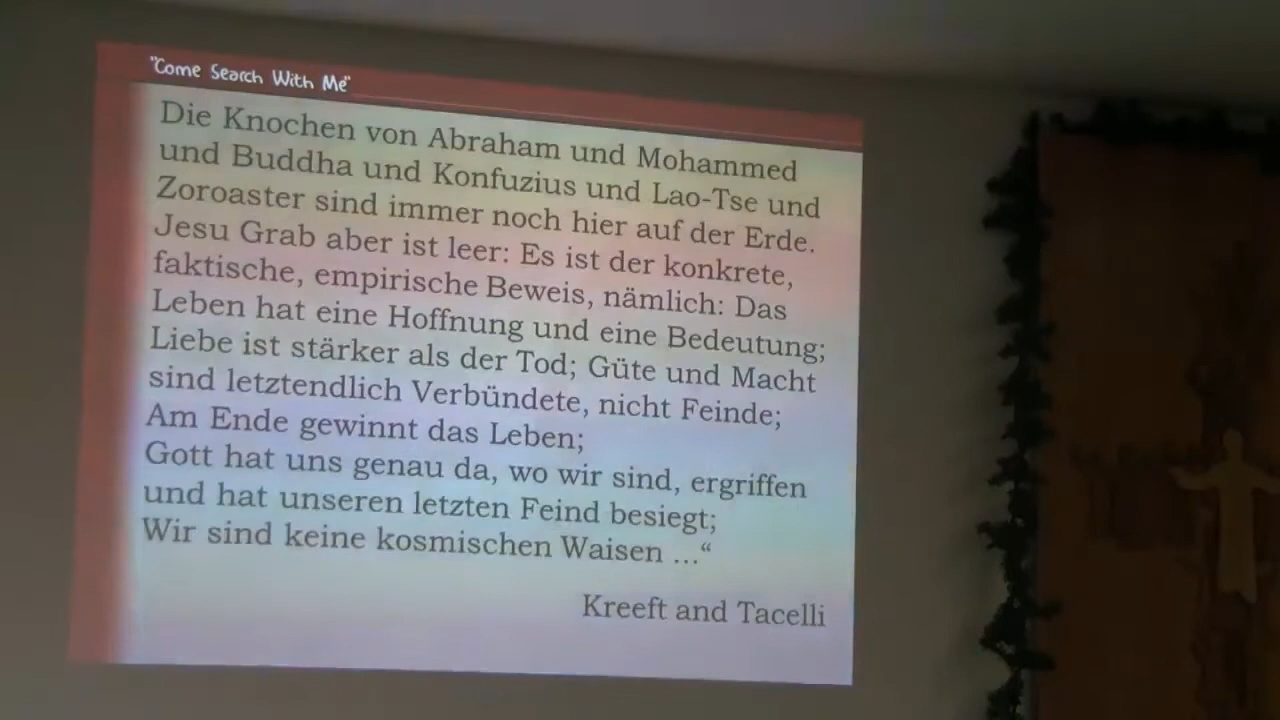 "Come Search With Me"
Die Knochen von Abraham und Mohammed
und Buddha und Konfuzius und Lao-Tse und
Zoroaster sind immer noch hier auf der Erde.
Jesu Grab aber ist leer: Es ist der konkrete,
faktische, empirische Beweis, nämlich: Das
Leben hat eine Hoffnung und eine Bedeutung;
Liebe ist stärker als der Tod; Güte und Macht
sind letztendlich Verbündete, nicht Feinde;
Am Ende gewinnt das Leben;
Gott hat uns genau da, wo wir sind, ergriffen
und hat unseren letzten Feind besiegt;
Wir sind keine kosmischen Waisen ...“
Kreeft and Tacelli